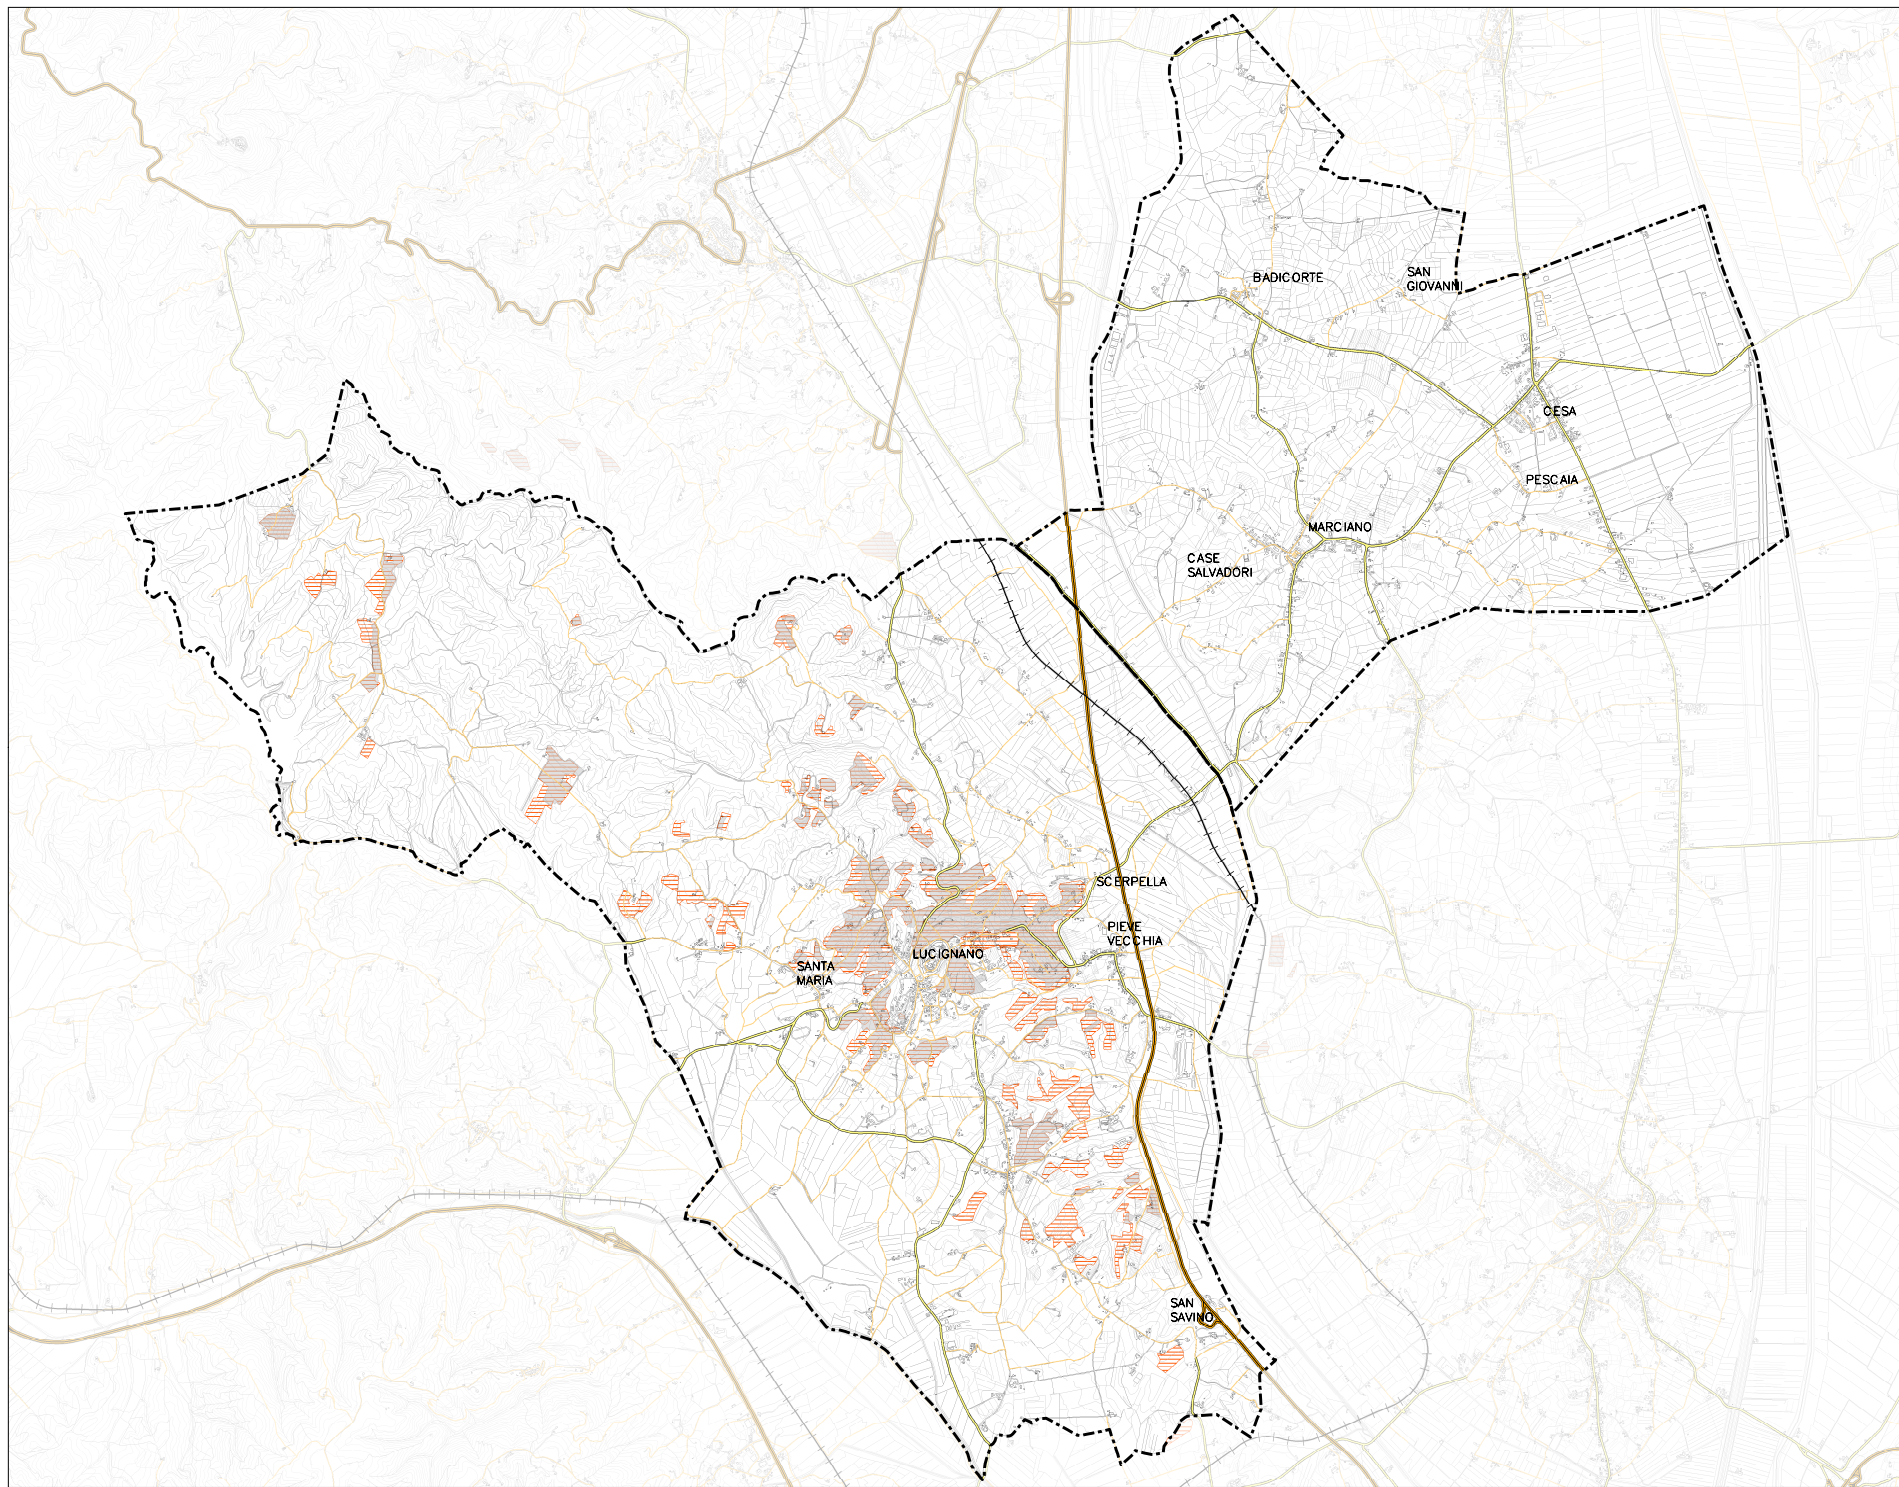 BADICORTE
SAN
GIOVANNI
CESA
PESCAIA
MARCIANO
CASE
SALVADORI
SCERPELLA
PIEVE
VECCHIA
LUCIGNANO
SANTA
MARIA
SAN
SAVINO